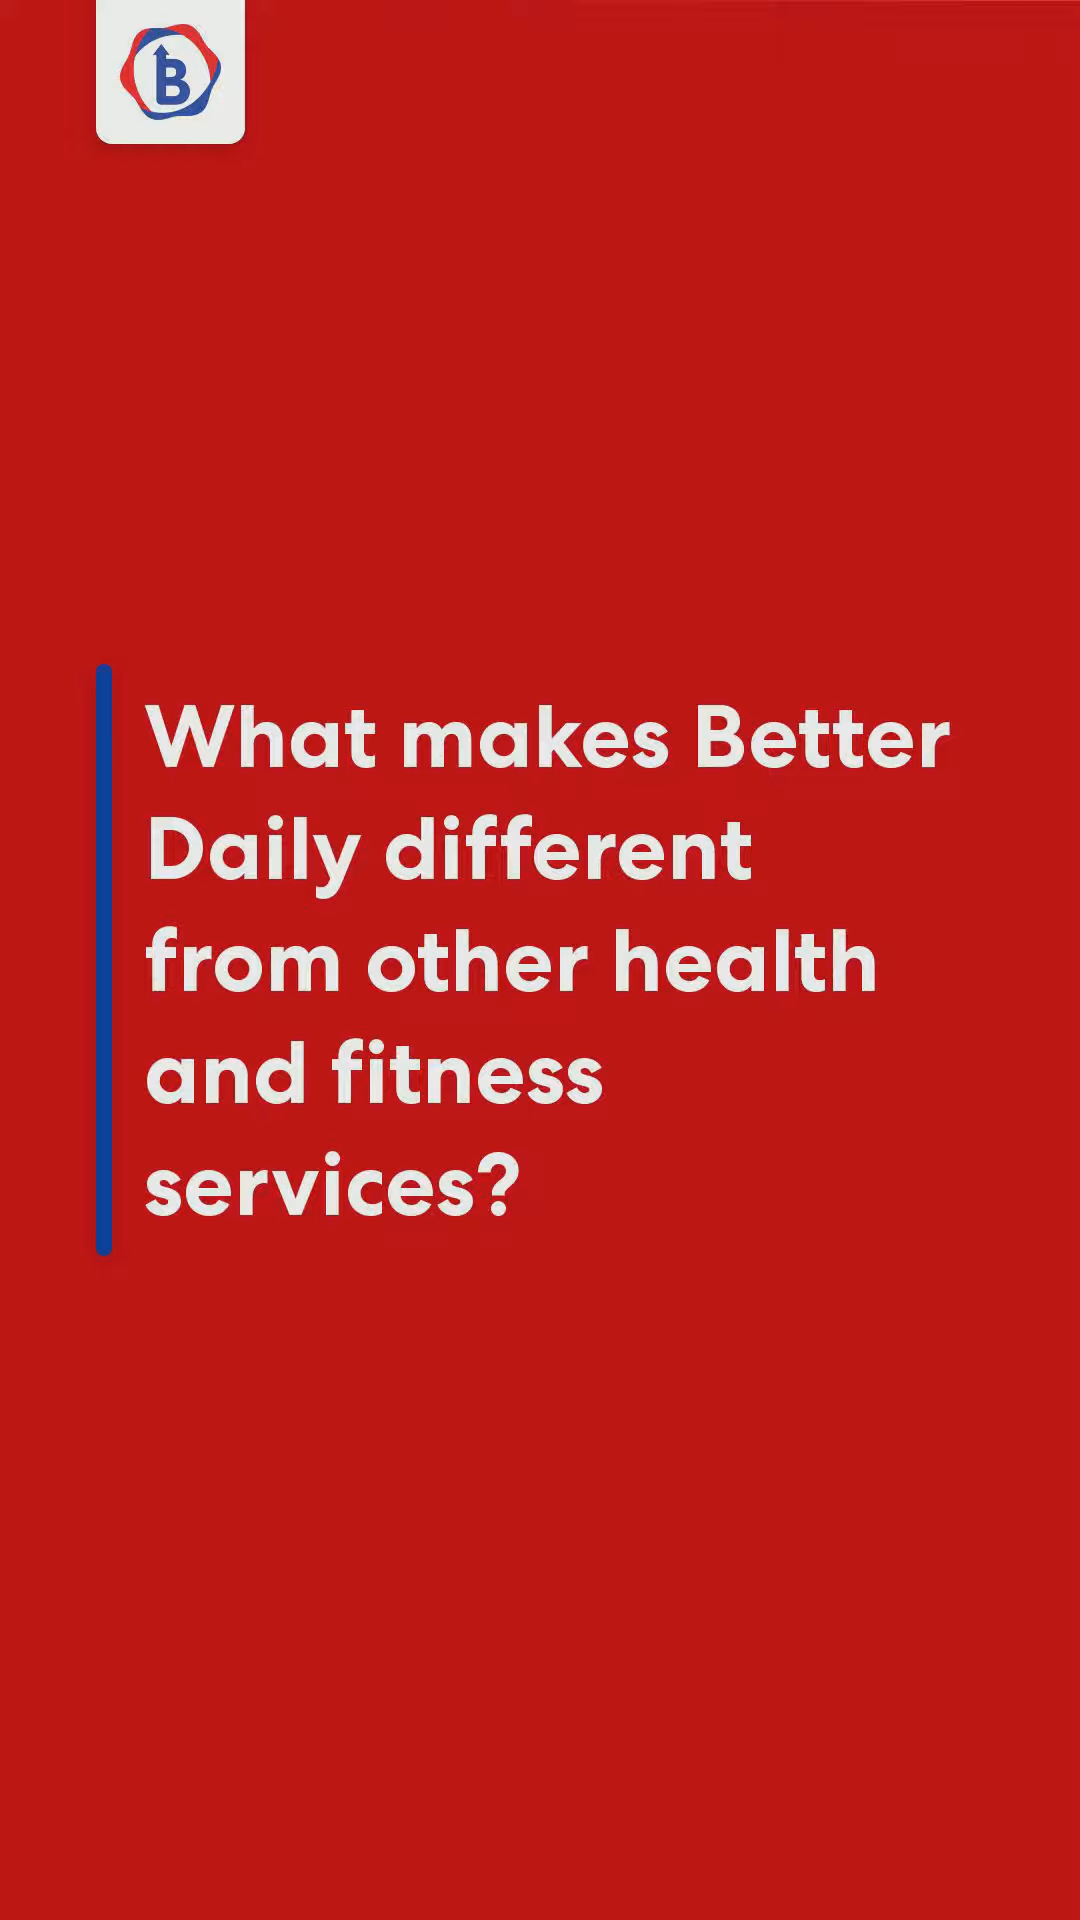 B
What makes Better
Daily different
from other health
and fitness
services?